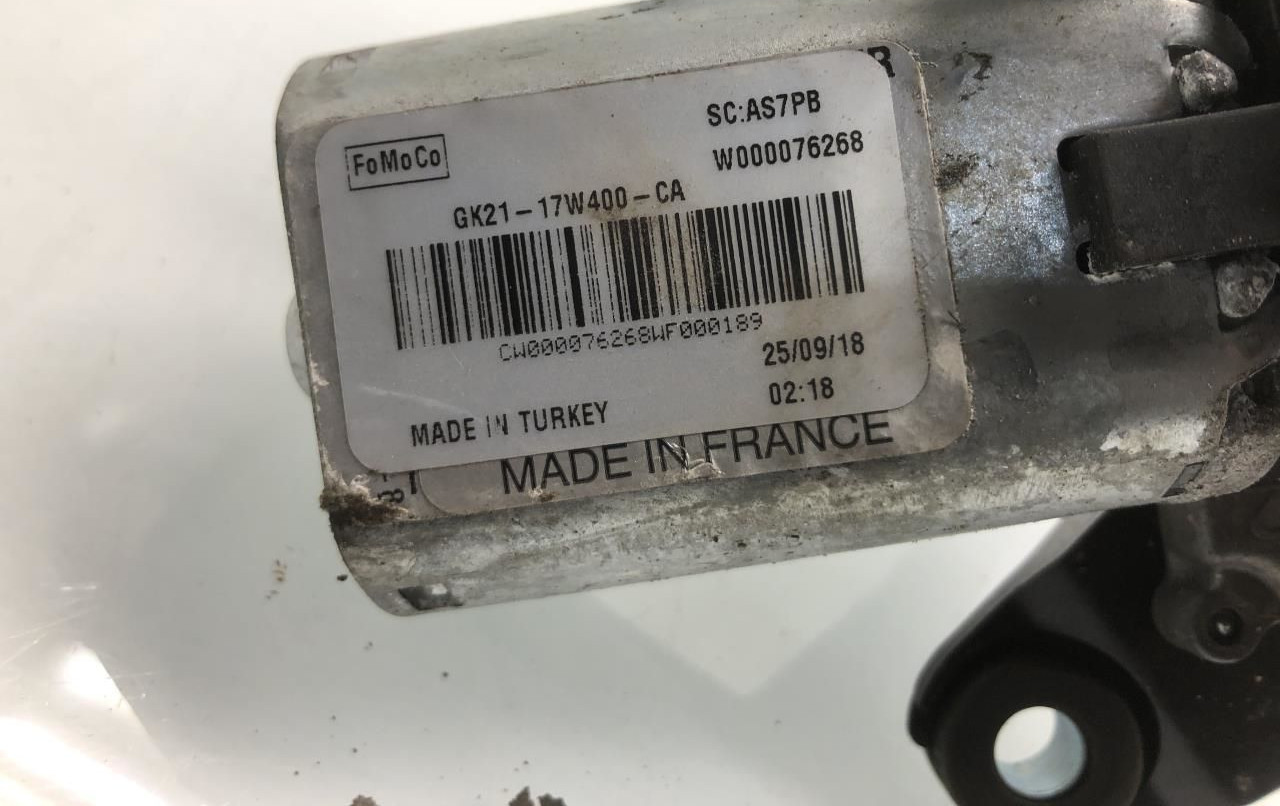 SC:AS7PB
FoMoCo
W000076268
GK21-17W400-CA
CW000076268WF000189
25/09/18
02:18
MADE IN TURKEY
MADE IN FRANCE